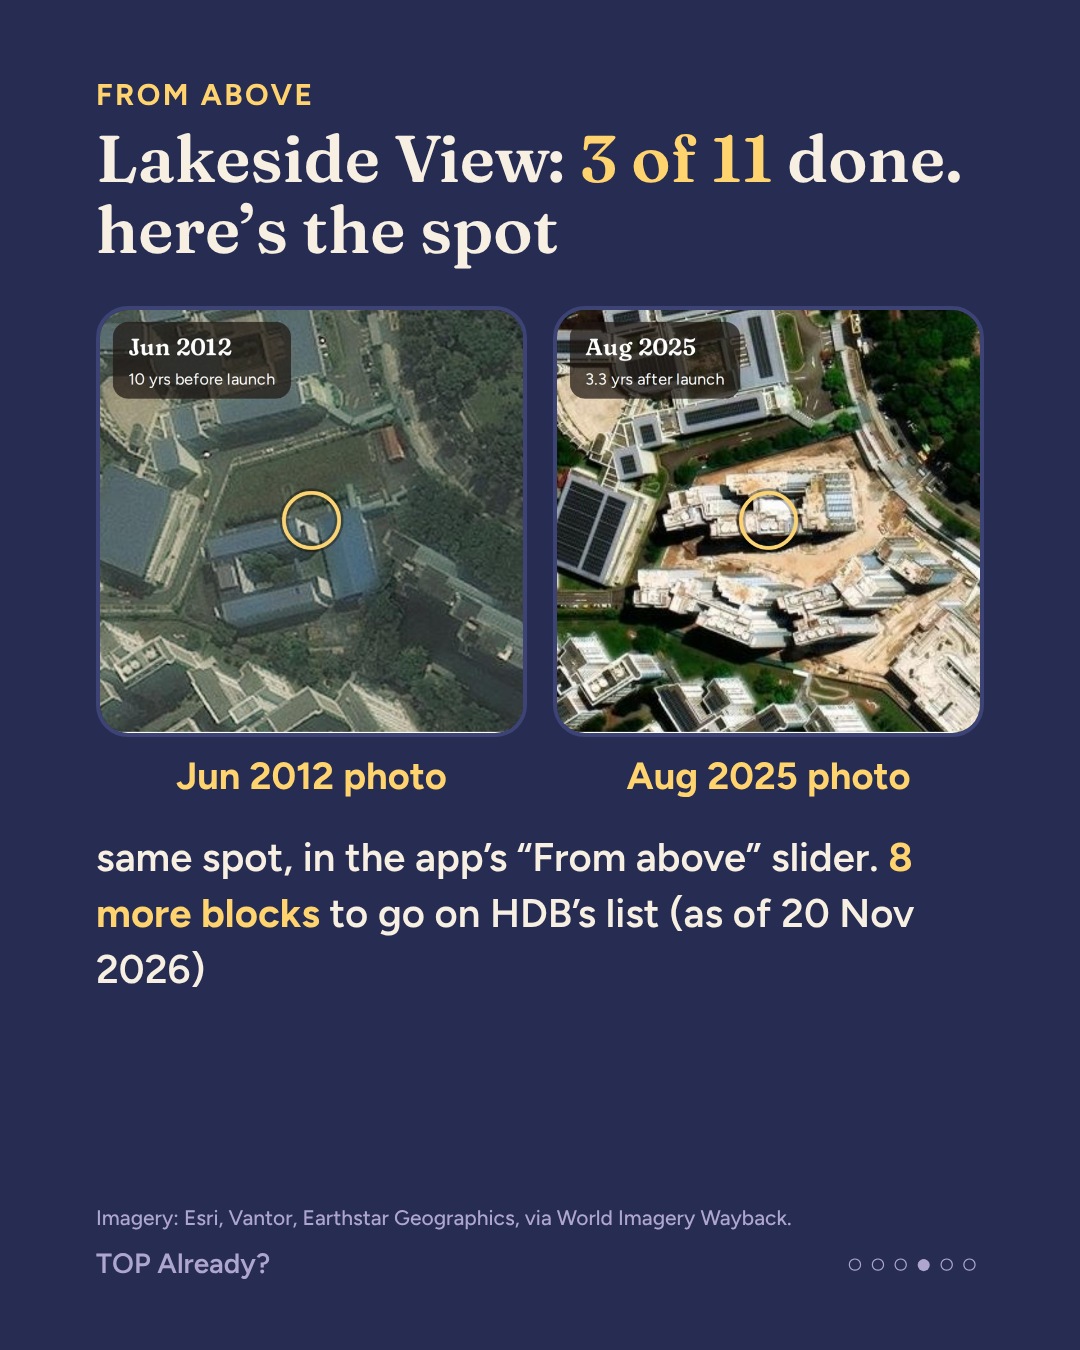 FROM ABOVE
Lakeside View: 3 of 11 done.
here’s the spot
Jun 2012
10 yrs before launch
Aug 2025
3.3 yrs after launch
Jun 2012 photo
Aug 2025 photo
same spot, in the app’s “From above” slider. 8
more blocks to go on HDB’s list (as of 20 Nov
2026)
Imagery: Esri, Vantor, Earthstar Geographics, via World Imagery Wayback.
TOP Already?